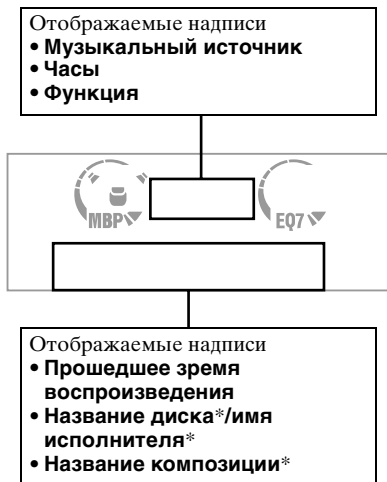 Отображаемые надписи
• Музыкальный источник
• Часы
• Функция
MBP EQ7
Отображаемые надписи
• Прошедшее зремя
воспроизведения
• Название диска*/имя
исполнителя*
• Название композиции*